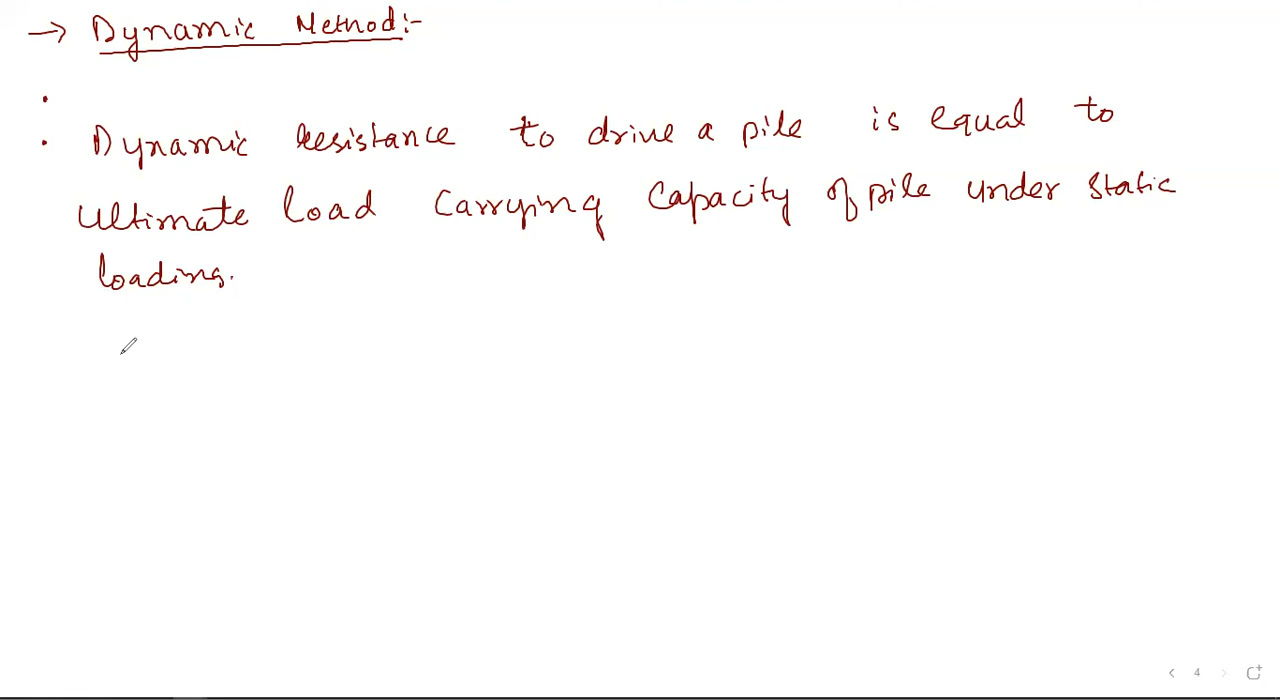 → Dynamic Method:-
•
• Dynamic resistance to drive a pile is equal to
ultimate load carrying capacity of pile under static
loading.
4